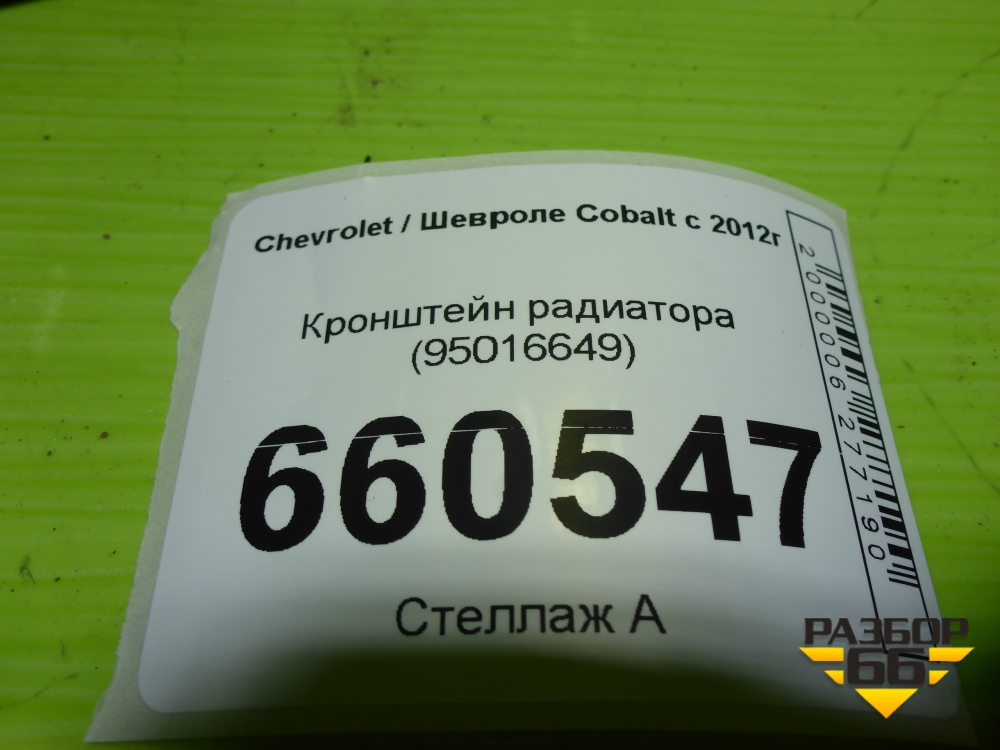 Chevrolet / Шевроле Cobalt с 2012г
Кронштейн радиатора
(95016649)
660547
Стеллаж А
2000006277190
РАЗБОР
66